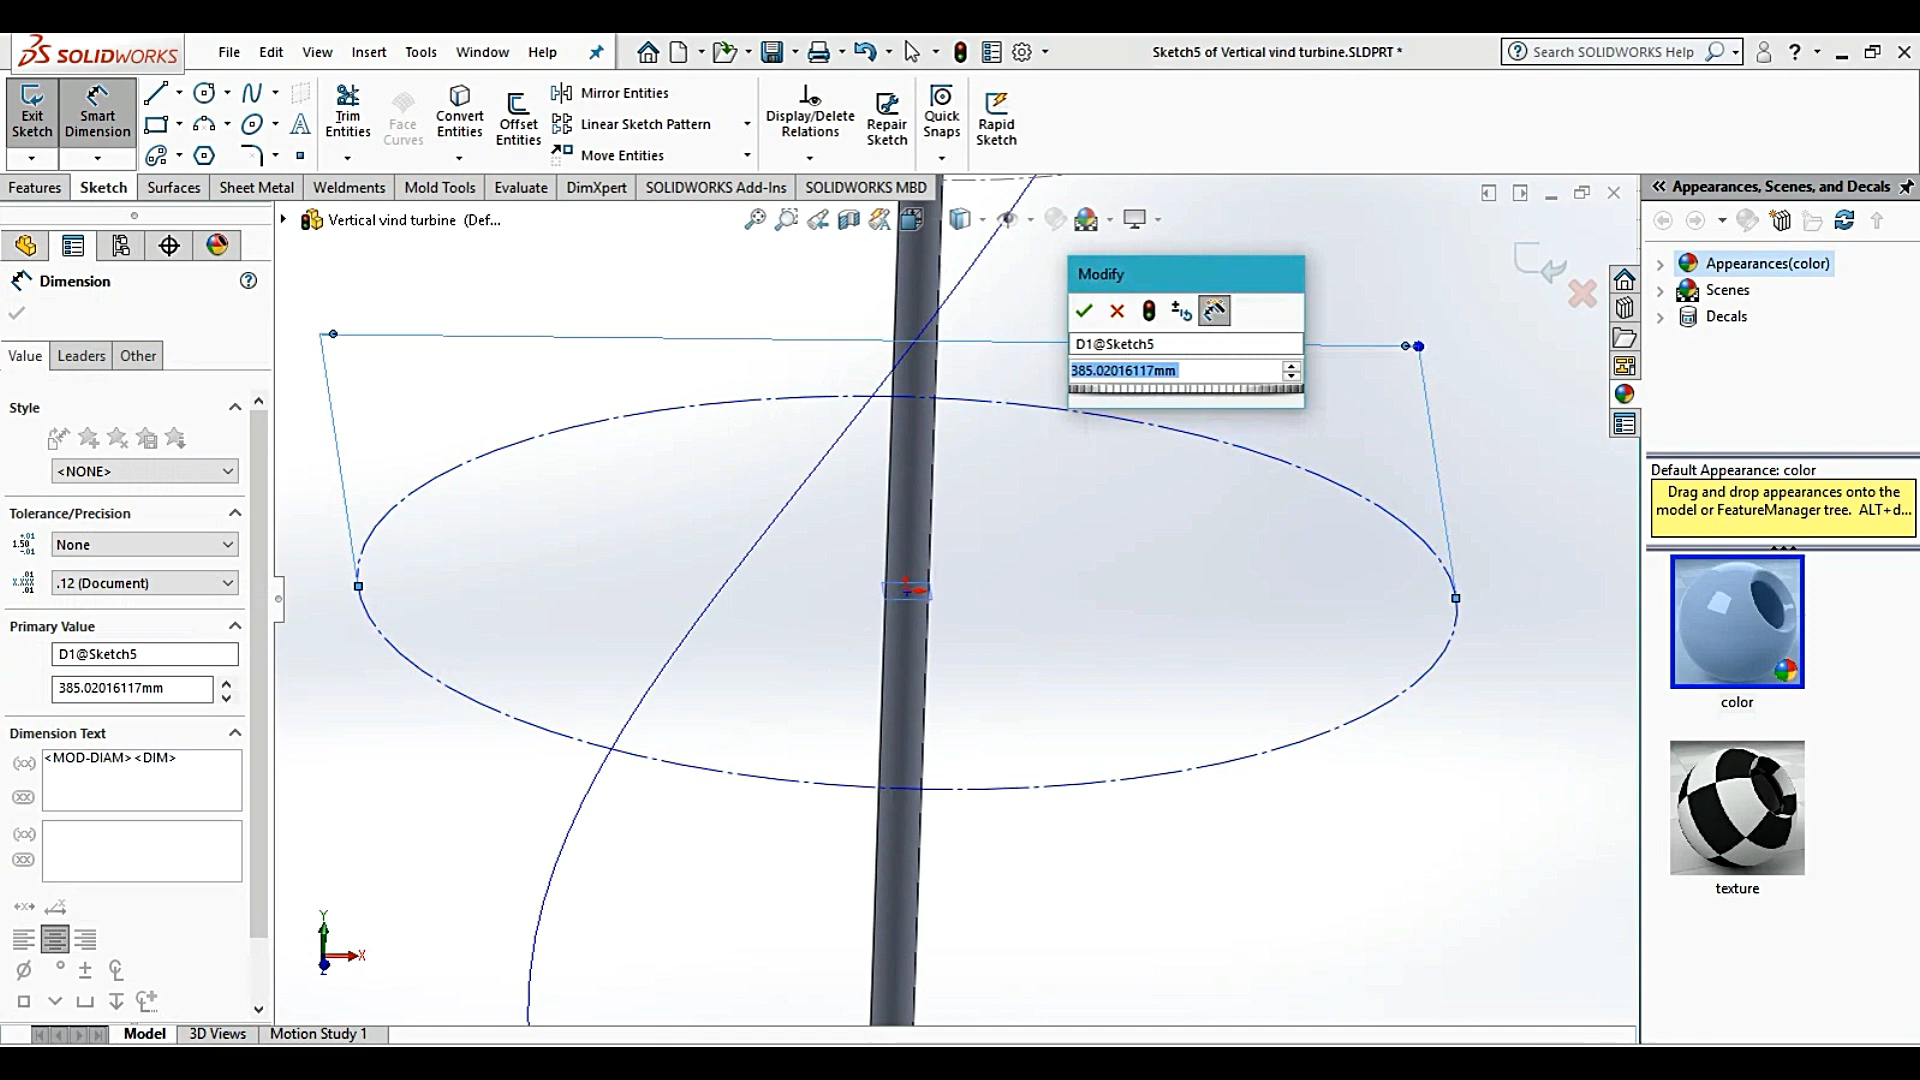 SOLIDWORKS
File Edit View Insert Tools Window Help
Sketch5 of Vertical vind turbine.SLDPRT *
Search SOLIDWORKS Help
Exit Sketch
Smart Dimension
Trim Entities
Face Curves
Convert Entities
Offset Entities
Mirror Entities
Linear Sketch Pattern
Move Entities
Display/Delete Relations
Repair Sketch
Quick Snaps
Rapid Sketch
Features Sketch Surfaces Sheet Metal Weldments Mold Tools Evaluate DimXpert SOLIDWORKS Add-Ins SOLIDWORKS MBD
Vertical vind turbine (Def...
Dimension
Value Leaders Other
Style
<NONE>
Tolerance/Precision
None
.12 (Document)
Primary Value
D1@Sketch5
385.02016117mm
Dimension Text
<MOD-DIAM><DIM>
Modify
D1@Sketch5
385.02016117mm
Y
X
Z
Model 3D Views Motion Study 1
Appearances, Scenes, and Decals
Appearances(color)
Scenes
Decals
Default Appearance: color
Drag and drop appearances onto the
model or FeatureManager tree. ALT+d...
color
texture